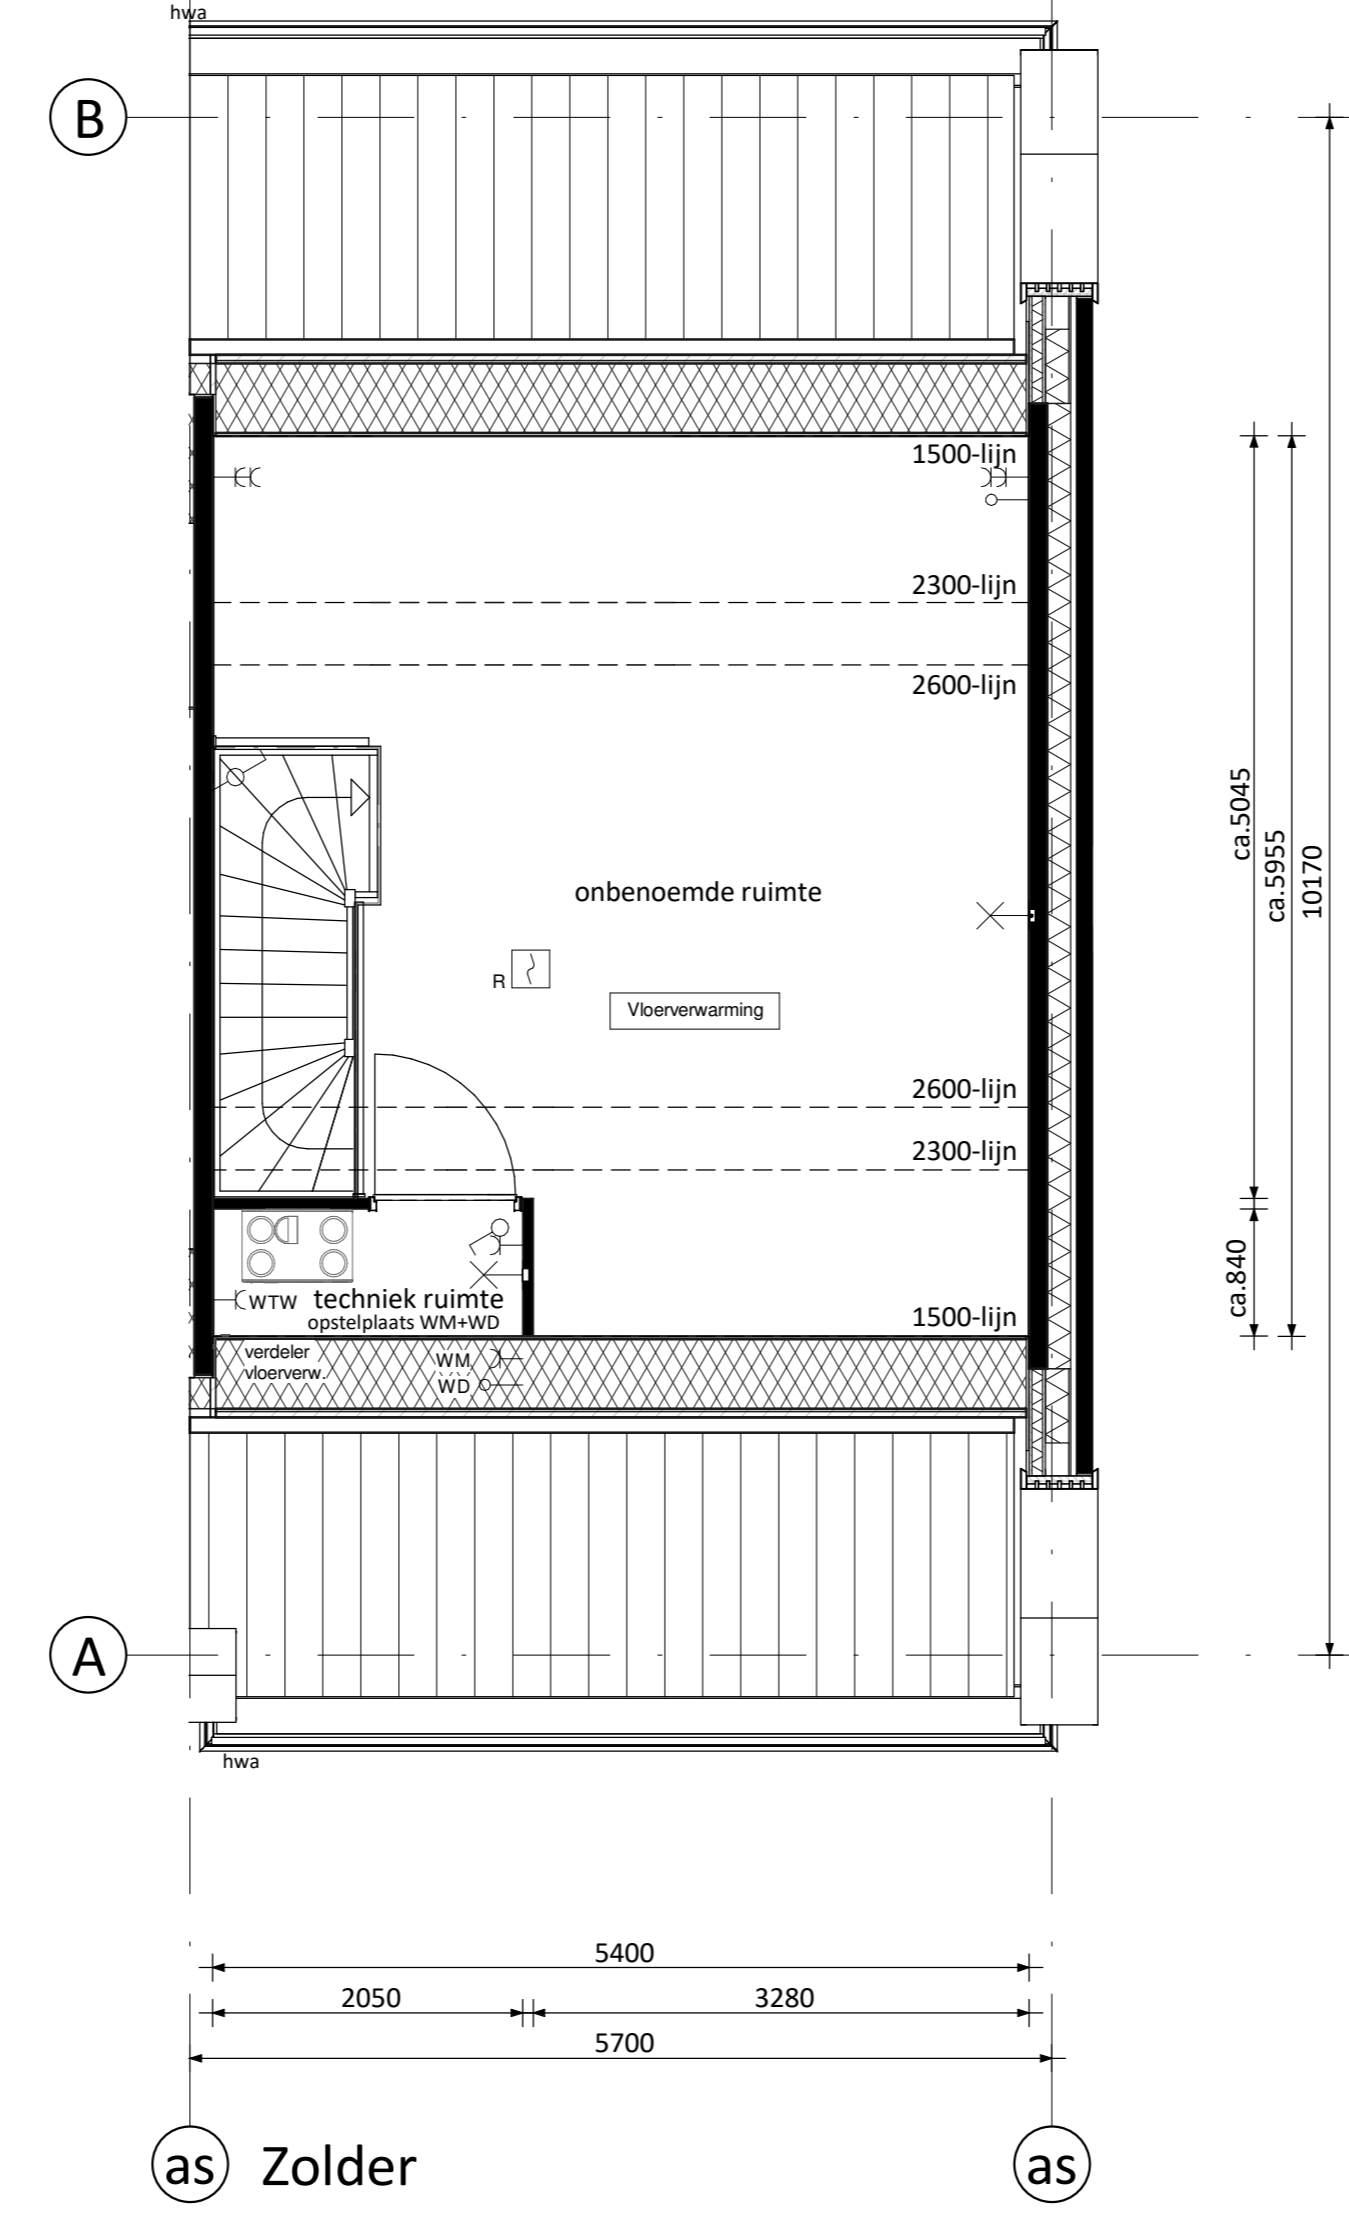 hwa
B
1500-lijn
2300-lijn
2600-lijn
ca.5045
ca.5955
10170
onbenoemde ruimte
R
Vloerverwarming
2600-lijn
2300-lijn
ca.840
WTW
techniek ruimte
opstelplaats WM+WD
1500-lijn
verdeler
vloerverw.
WM
WD
A
hwa
5400
2050
3280
5700
as
Zolder
as